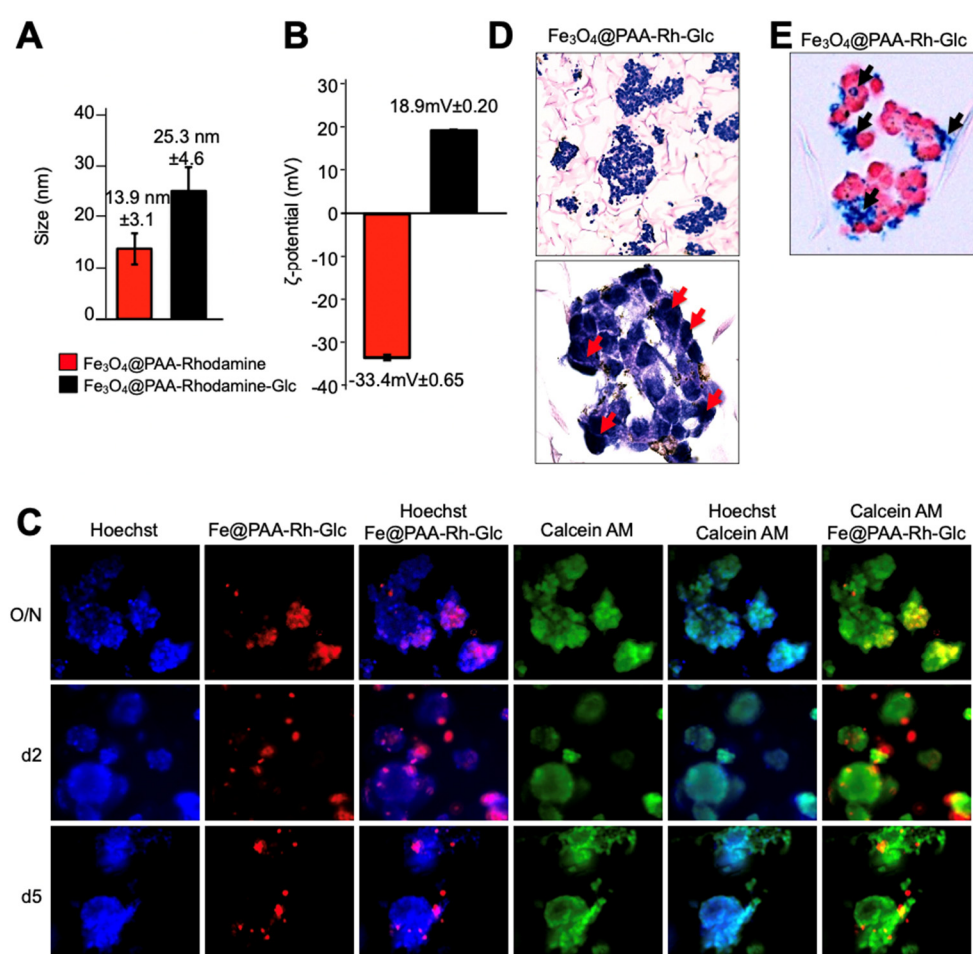 A
Size (nm)
40
30
20
10
0
13.9 nm
±3.1
25.3 nm
±4.6
Fe₃O₄@PAA-Rhodamine
Fe₃O₄@PAA-Rhodamine-Glc
B
ζ-potential (mV)
30
20
10
0
-10
-20
-30
-40
18.9mV±0.20
-33.4mV±0.65
D
Fe₃O₄@PAA-Rh-Glc
E
Fe₃O₄@PAA-Rh-Glc
C
Hoechst
Fe@PAA-Rh-Glc
Hoechst
Fe@PAA-Rh-Glc
Calcein AM
Hoechst
Calcein AM
Calcein AM
Fe@PAA-Rh-Glc
O/N
d2
d5